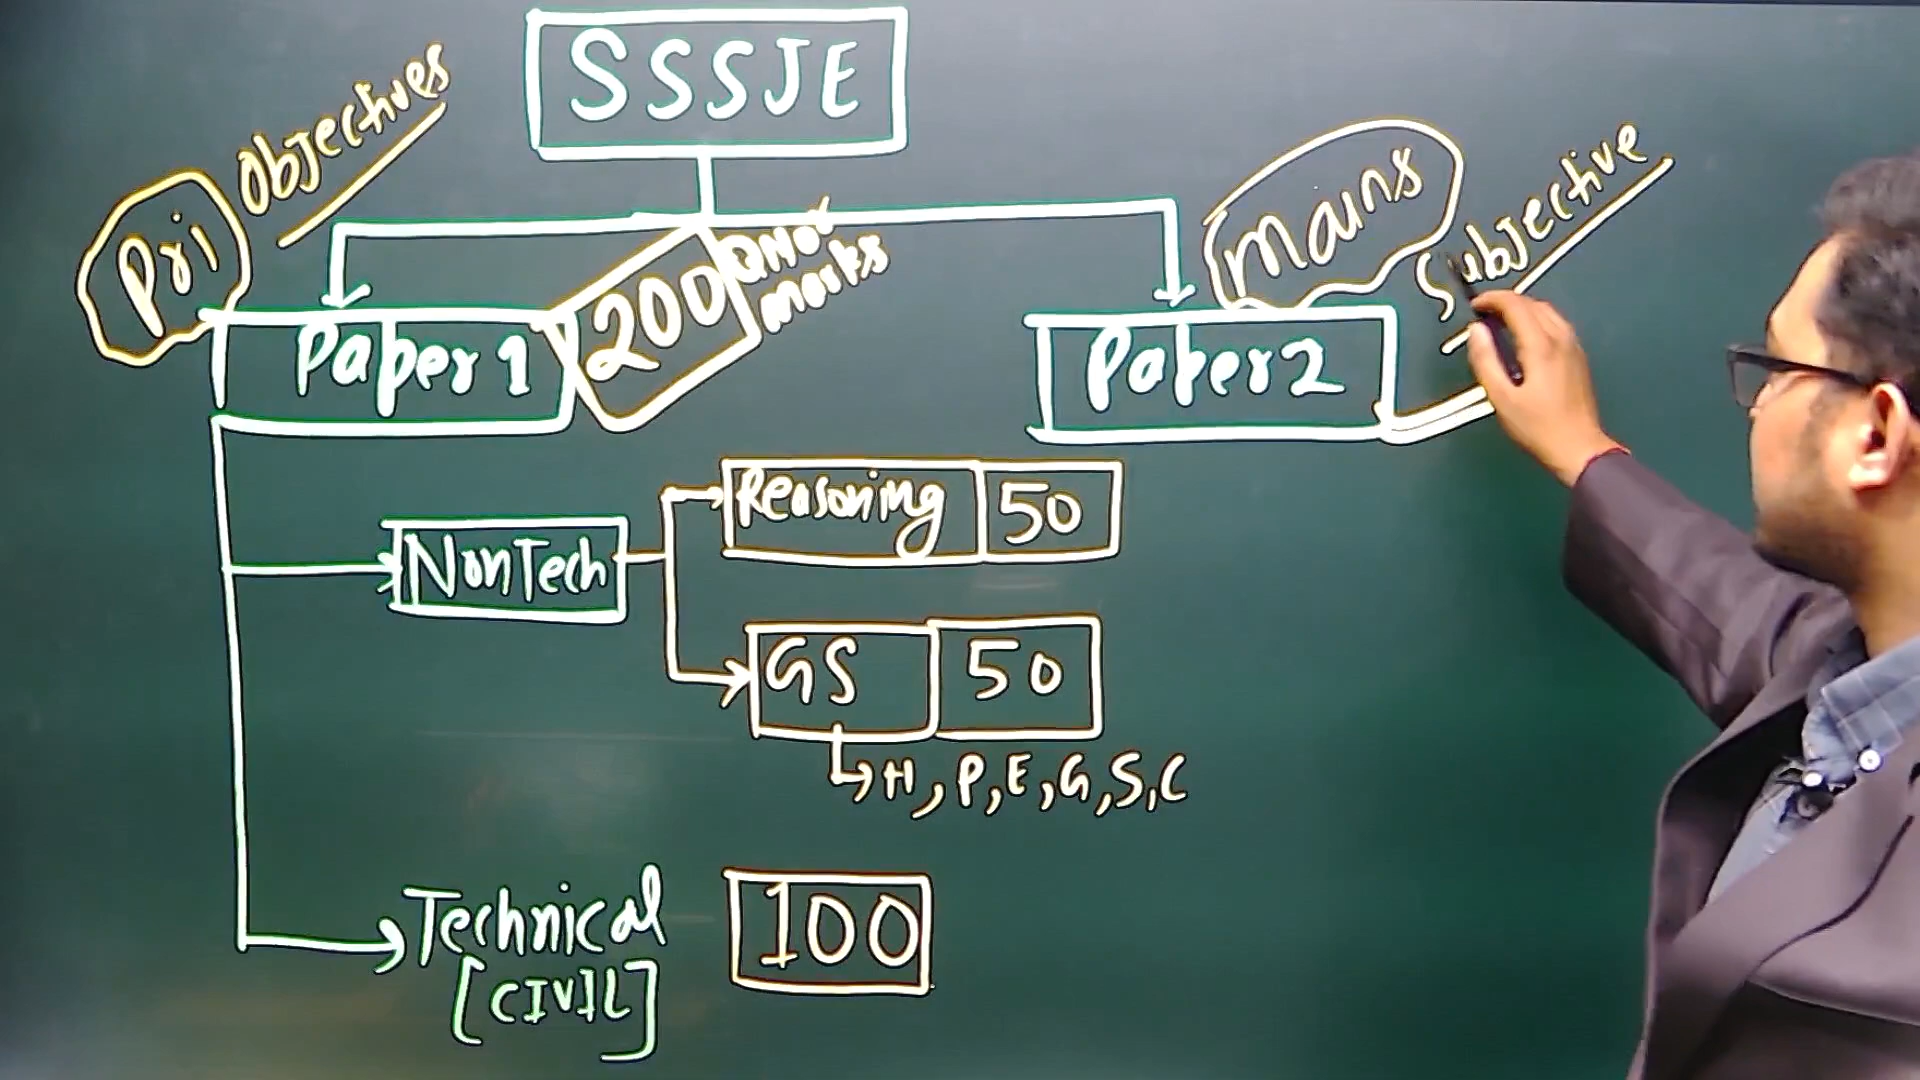 SSSJE
Pri
Objectives
Mains
Subjective
Paper 1
200
marks
Paper 2
Reasoning 50
NonTech
GS 50
H, P, E, G, S, C
Technical 100
[CIVIL]